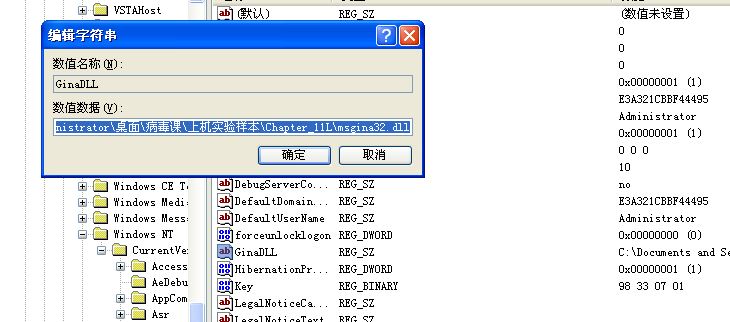 VSTAHost
(默认) REG_SZ (数值未设置)
编辑字符串
数值名称(N):
GinaDLL
数值数据(V):
nistrator\桌面\病毒课\上机实验样本\Chapter_11L\msgina32.dll
确定 取消
0
0
0
0x00000001 (1)
E3A321CBBF44495
Administrator
0x00000001 (1)
0 0 0
10
Windows CE To
DebugServerCo... REG_SZ no
Windows Medi
DefaultDomain... REG_SZ E3A321CBBF44495
Windows Mess
DefaultUserName REG_SZ Administrator
Windows NT
forceunlocklogon REG_DWORD 0x00000000 (0)
CurrentVe
GinaDLL REG_SZ C:\Documents and Se
Access
HibernationPr... REG_DWORD 0x00000001 (1)
AeDebu
Key REG_BINARY 98 33 07 01
AppCom
LegalNoticeCa... REG_SZ
Asr
LegalNoticeText REG_SZ